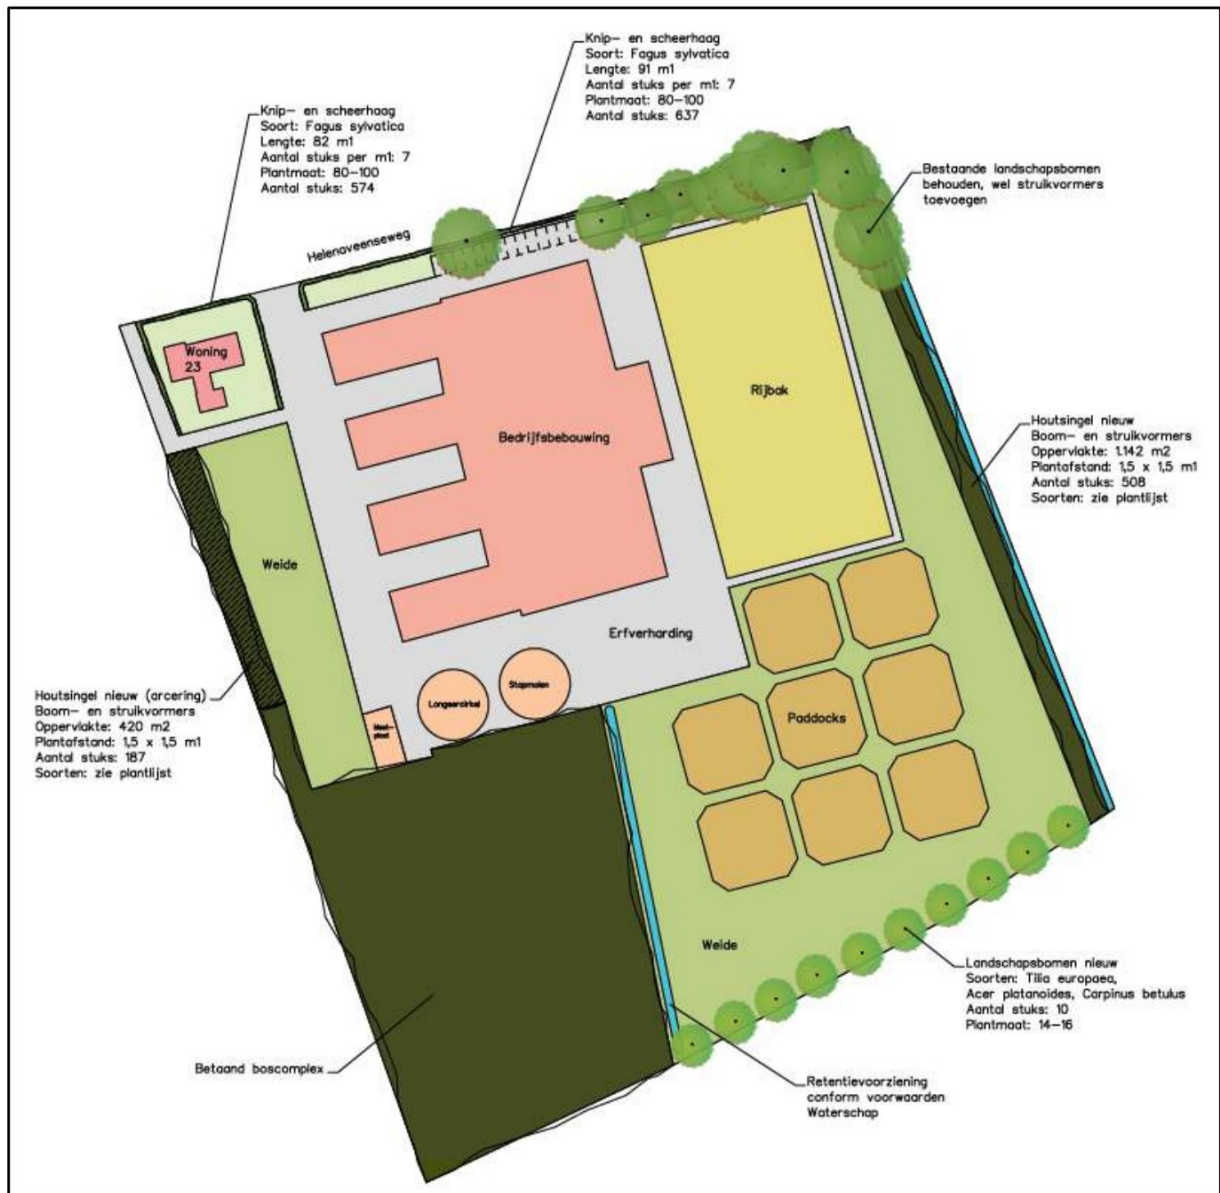 Knip- en scheerhaag
Soort: Fagus sylvatica
Lengte: 91 m1
Aantal stuks per m1: 7
Plantmaat: 80-100
Aantal stuks: 637
Knip- en scheerhaag
Soort: Fagus sylvatica
Lengte: 82 m1
Aantal stuks per m1: 7
Plantmaat: 80-100
Aantal stuks: 574
Bestaande landschapsbomen
behouden, wel struikvormers
toevoegen
Helenaveenseweg
Woning
23
Rijbak
Bedrijfsbebouwing
Houtsingel nieuw
Boom- en struikvormers
Oppervlakte: 1.142 m2
Plantafstand: 1,5 x 1,5 m1
Aantal stuks: 508
Soorten: zie plantlijst
Weide
Erfverharding
Stapmolen
Longeercirkel
Mest-
plaat
Paddocks
Houtsingel nieuw (arcering)
Boom- en struikvormers
Oppervlakte: 420 m2
Plantafstand: 1,5 x 1,5 m1
Aantal stuks: 187
Soorten: zie plantlijst
Weide
Landschapsbomen nieuw
Soorten: Tilia europaea,
Acer platanoides, Carpinus betulus
Aantal stuks: 10
Plantmaat: 14-16
Betaand boscomplex
Retentievoorziening
conform voorwaarden
Waterschap